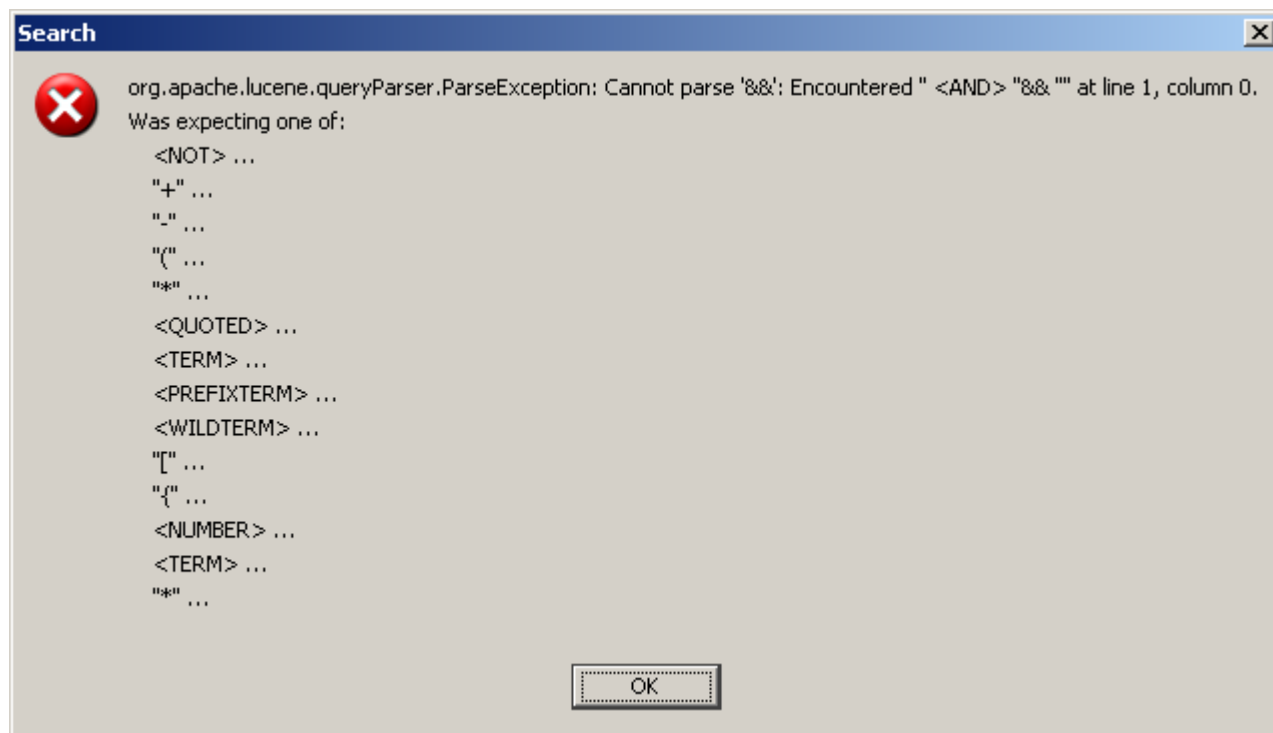 Search
org.apache.lucene.queryParser.ParseException: Cannot parse '&&': Encountered " <AND> "&& "" at line 1, column 0.
Was expecting one of:
<NOT> ...
"+" ...
"-" ...
"(" ...
"*" ...
<QUOTED> ...
<TERM> ...
<PREFIXTERM> ...
<WILDTERM> ...
"[" ...
"{" ...
<NUMBER> ...
<TERM> ...
"*" ...
OK